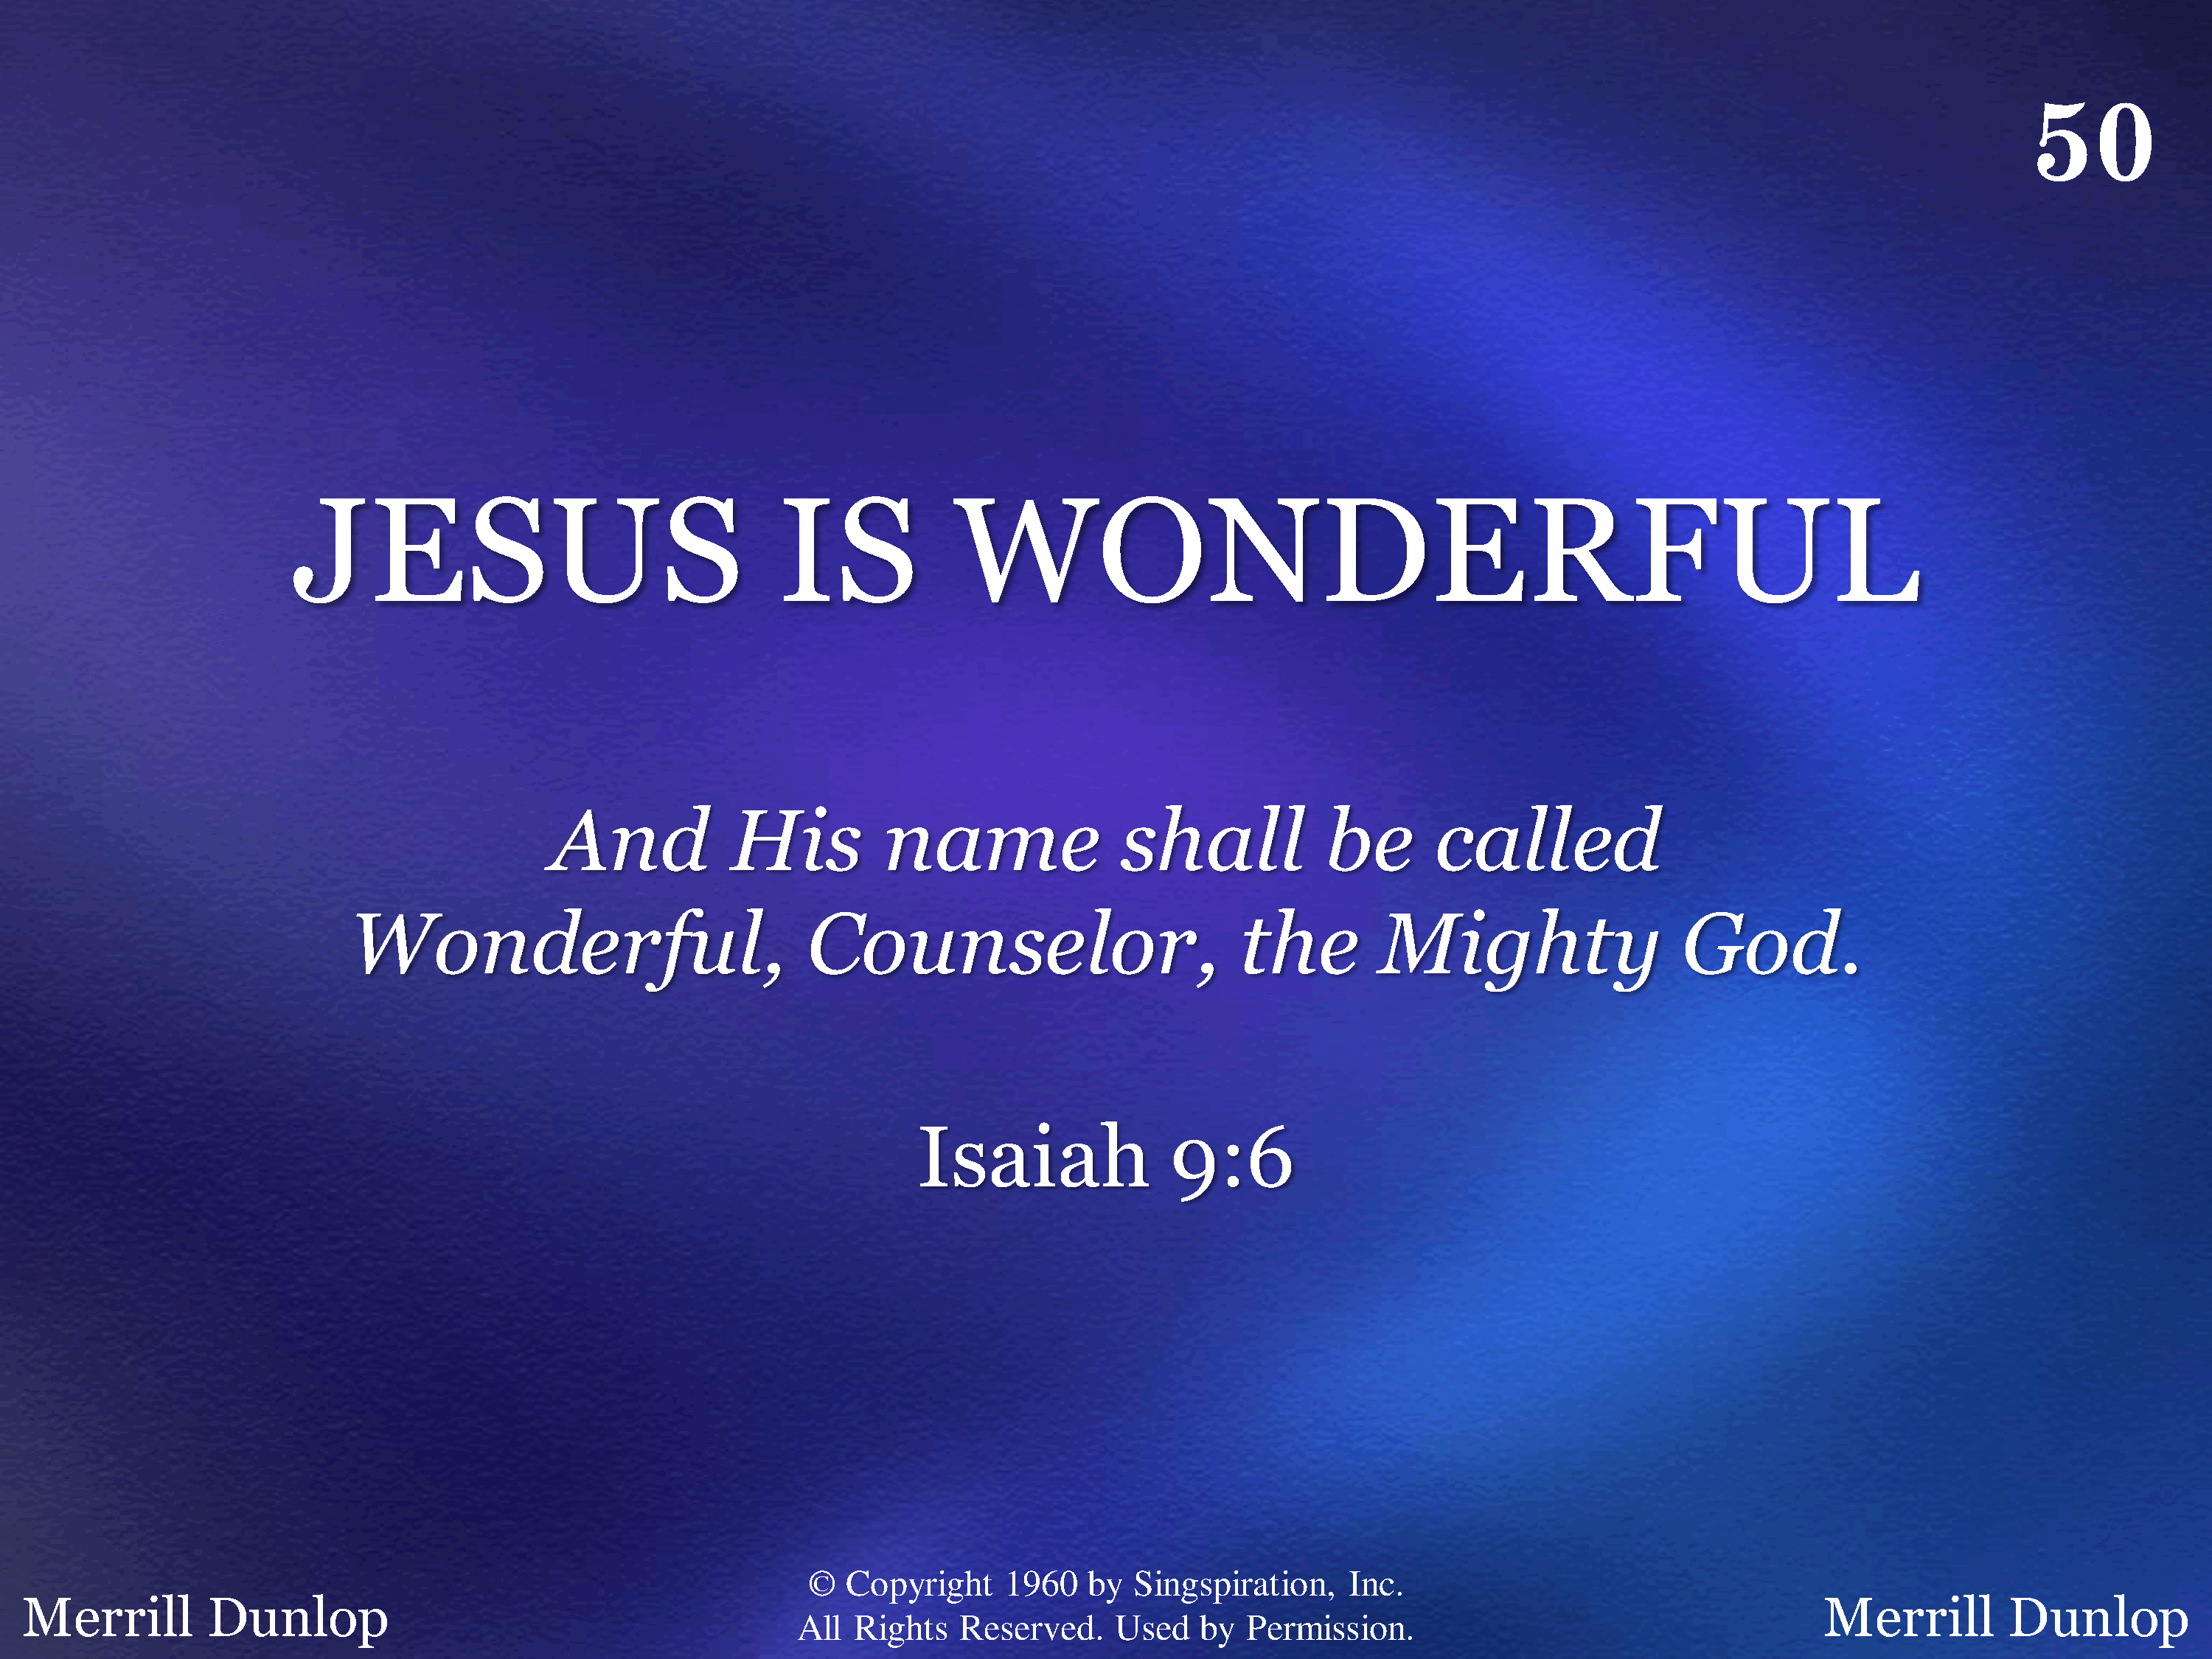 50
JESUS IS WONDERFUL
And His name shall be called
Wonderful, Counselor, the Mighty God.
Isaiah 9:6
© Copyright 1960 by Singspiration, Inc.
All Rights Reserved. Used by Permission.
Merrill Dunlop
Merrill Dunlop